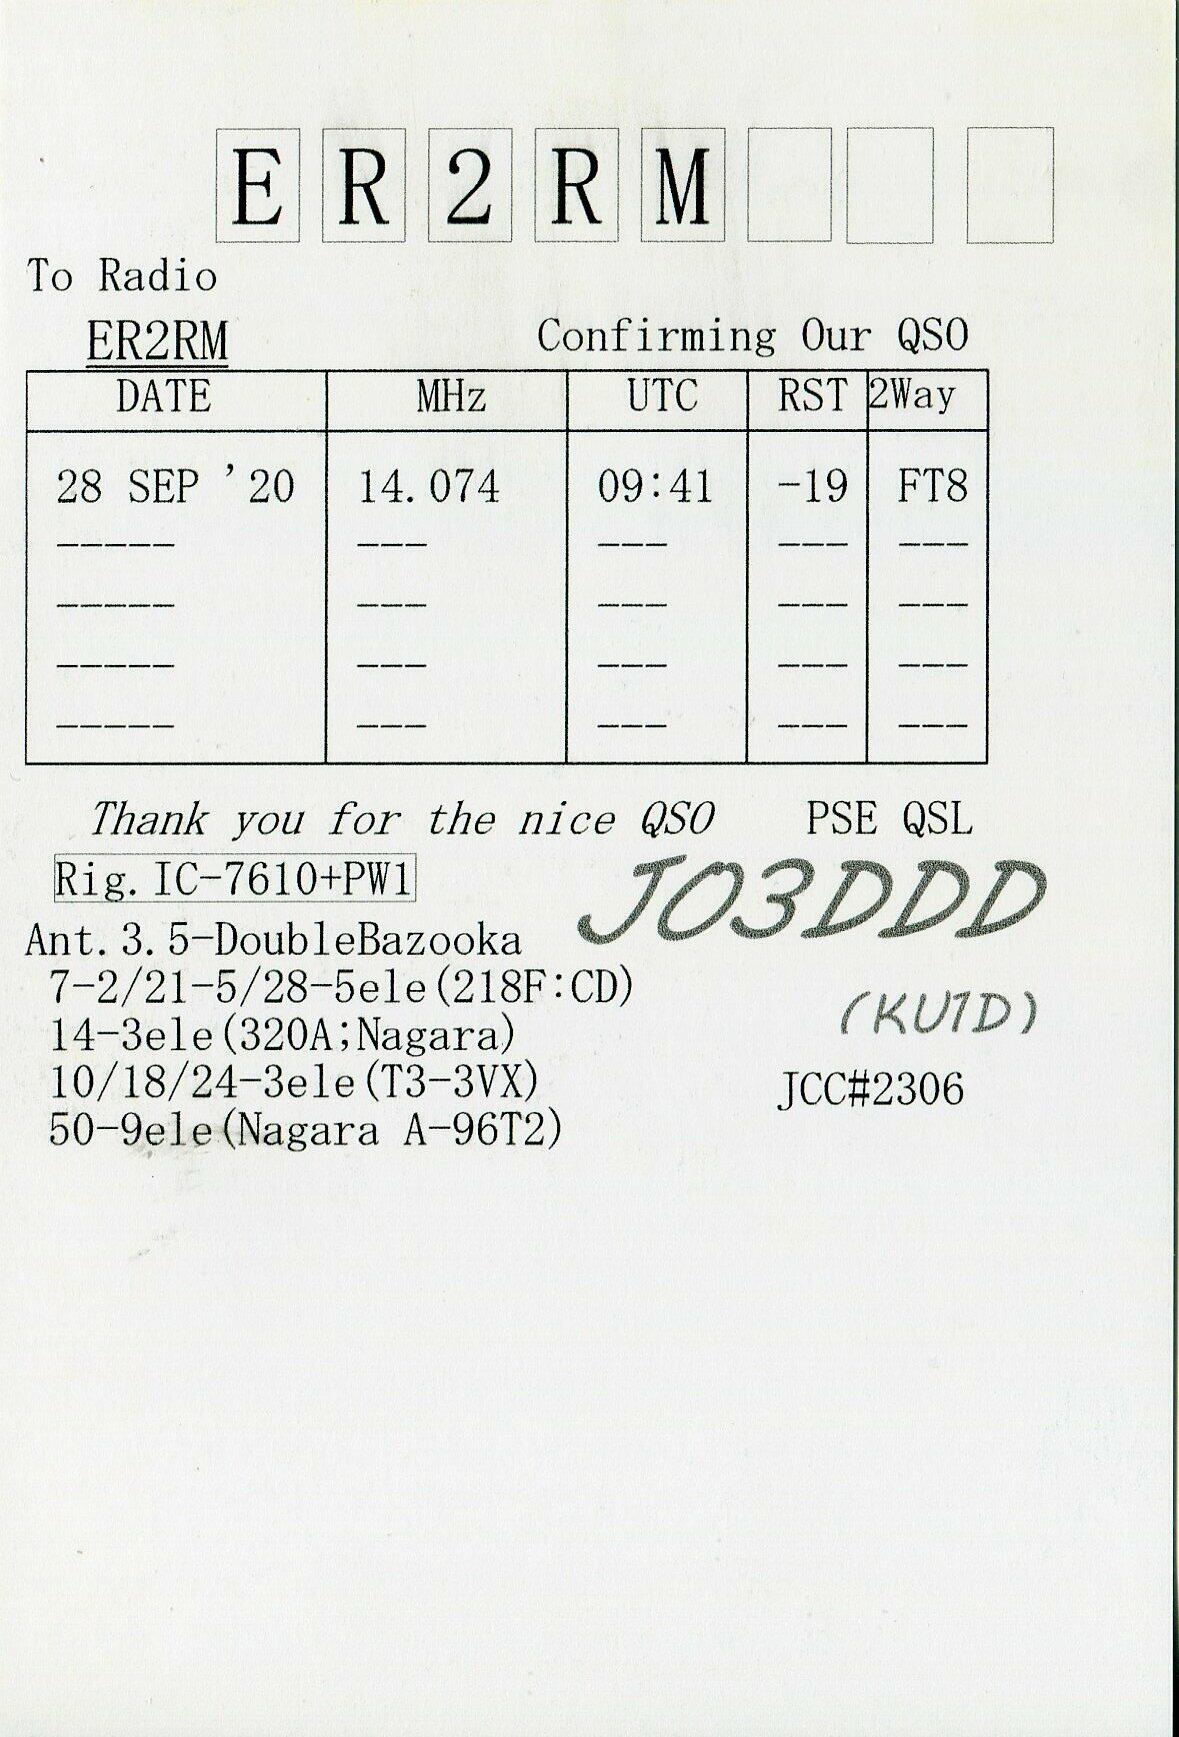 ER2RM
To Radio
ER2RM Confirming Our QSO
DATE MHz UTC RST 2Way
28 SEP '20 14.074 09:41 -19 FT8
----- --- --- --- ---
----- --- --- --- ---
----- --- --- --- ---
----- --- --- --- ---
Thank you for the nice QSO PSE QSL
Rig. IC-7610+PW1
JO3DDD
Ant. 3.5-DoubleBazooka
7-2/21-5/28-5ele(218F:CD)
(KU1D)
14-3ele(320A;Nagara)
10/18/24-3ele(T3-3VX)
JCC#2306
50-9ele(Nagara A-96T2)